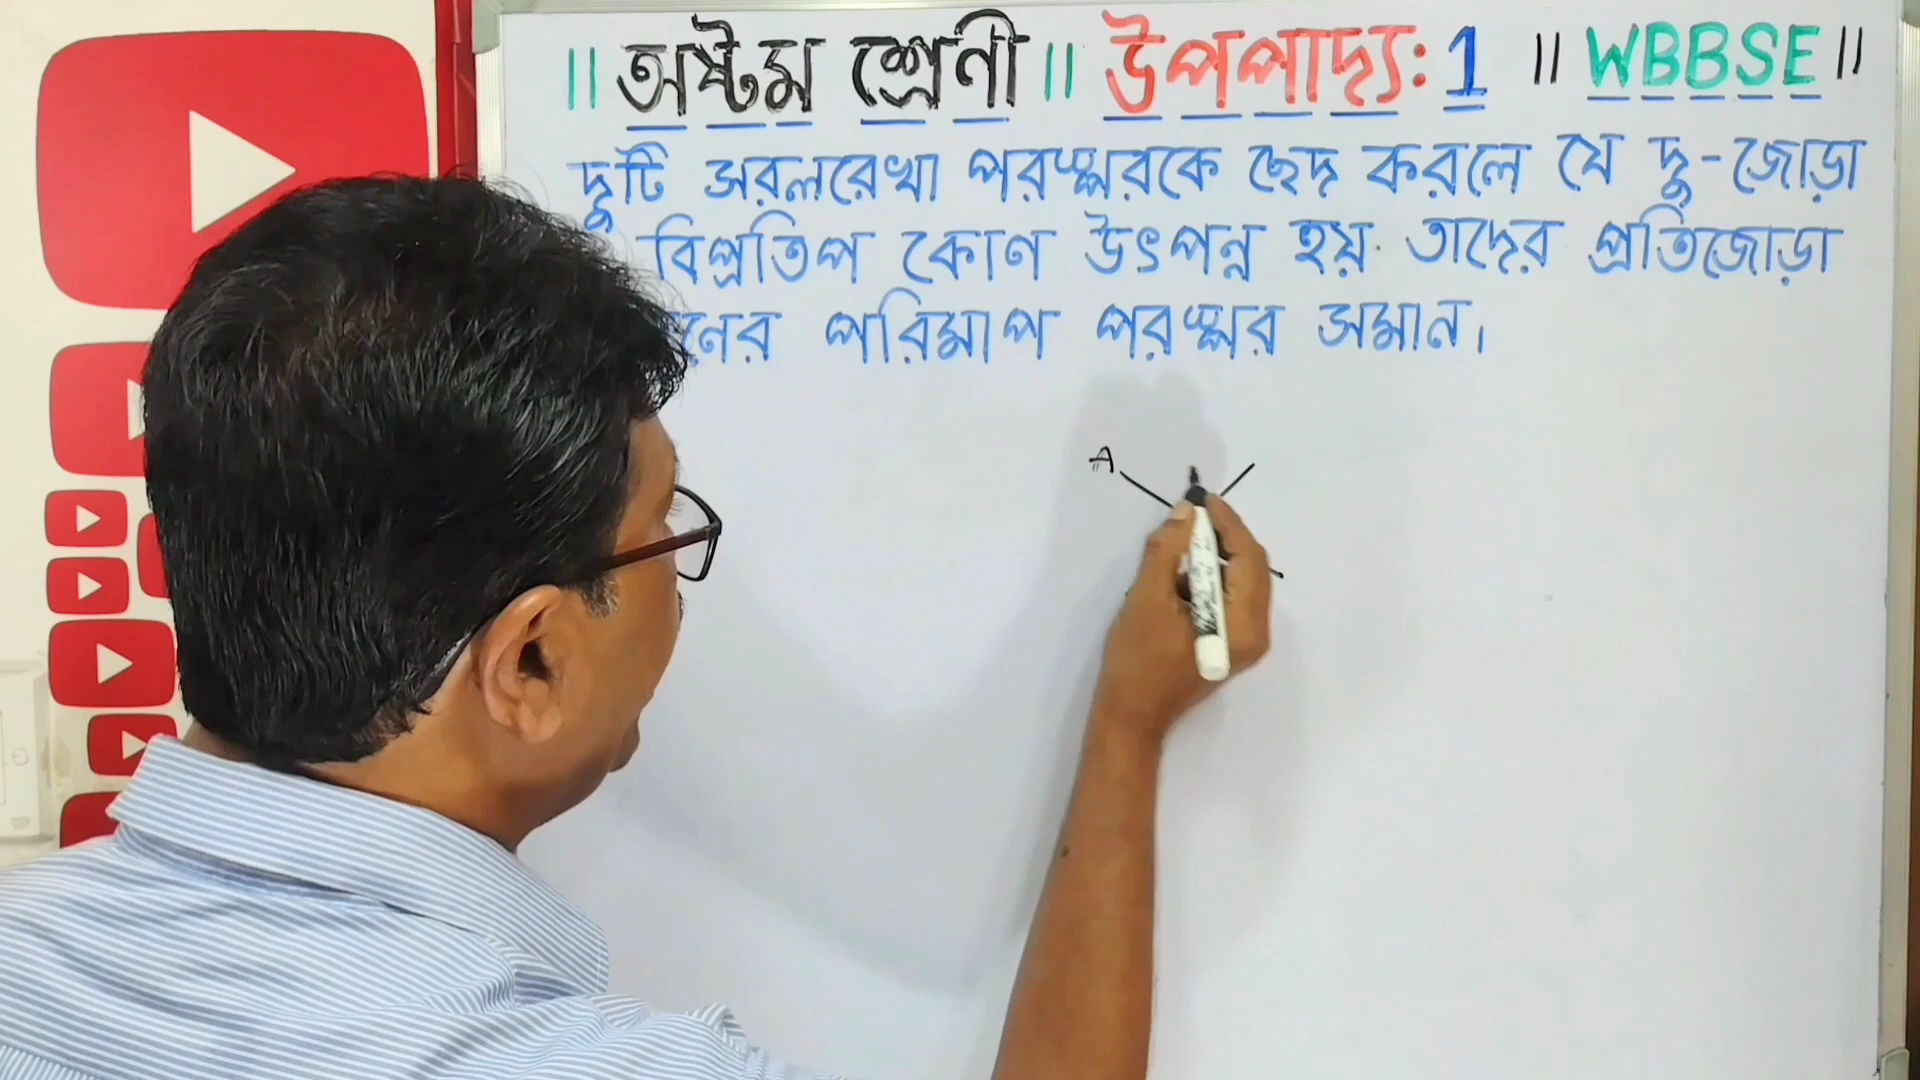 || অষ্টম শ্রেণী || উপপাদ্য: 1 || WBBSE ||
দুটি সরলরেখা পরস্পরকে ছেদ করলে যে দু-জোড়া
বিপ্রতিপ কোণ উৎপন্ন হয় তাদের প্রতিজোড়া
পরিমাপ পরস্পর সমান।
A